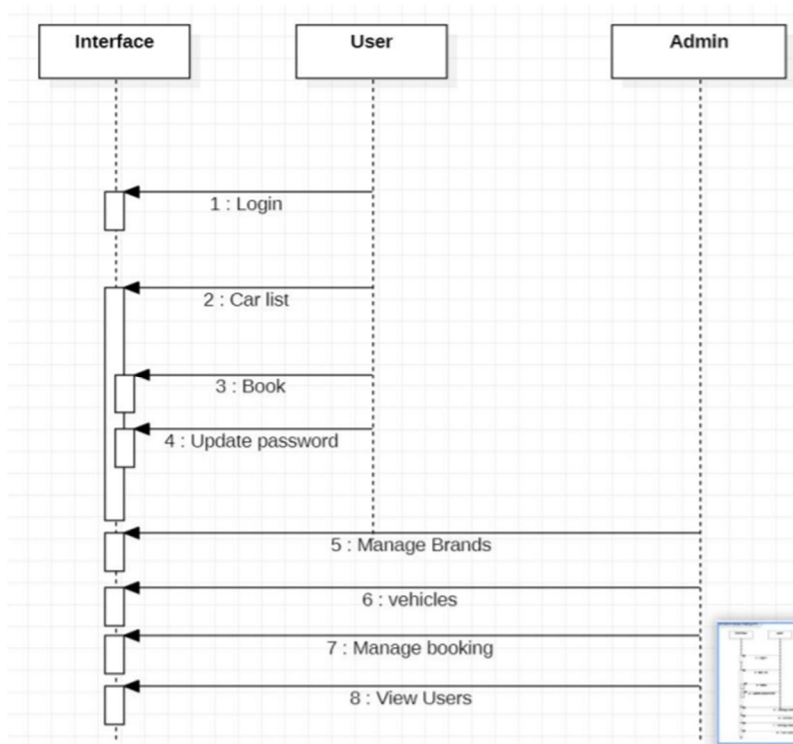 Interface
User
Admin
1 : Login
2 : Car list
3 : Book
4 : Update password
5 : Manage Brands
6 : vehicles
7 : Manage booking
8 : View Users